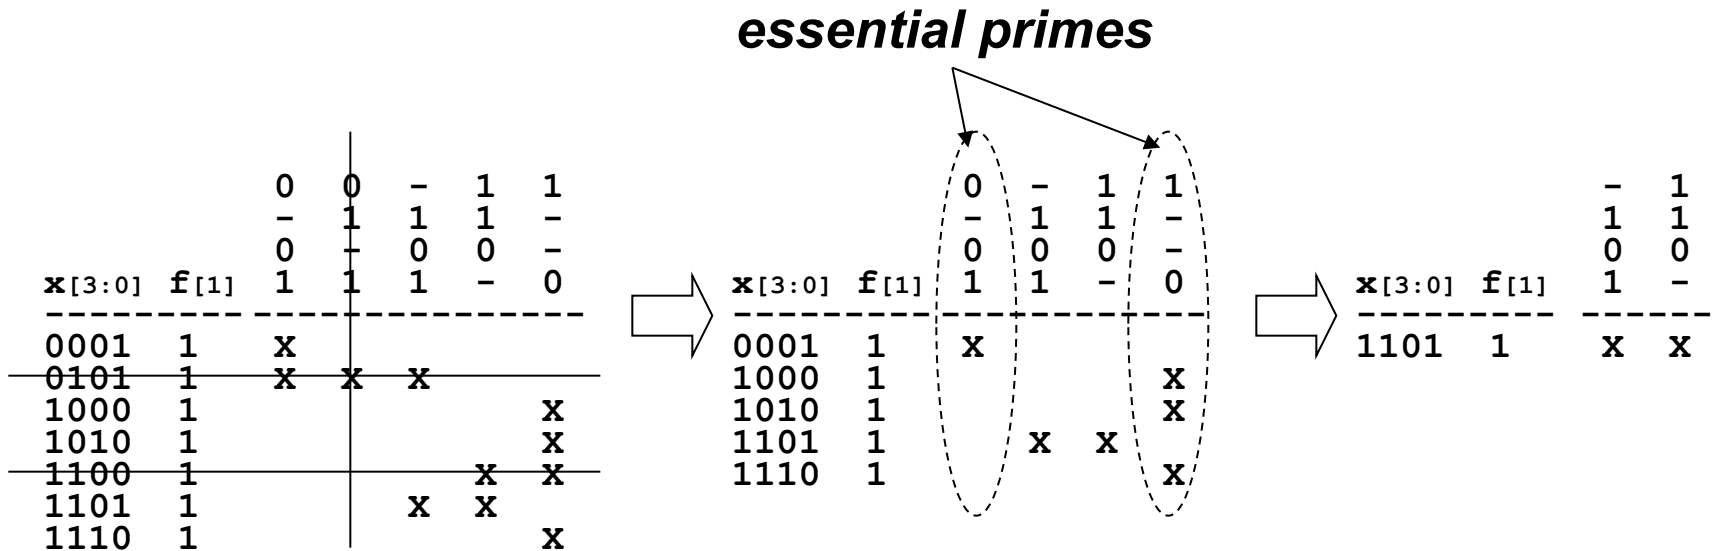 essential primes
0 0 - 1 1
- 1 1 1 -
0 - 0 0 -
x[3:0] f[1] 1 1 1 - 0
0001 1 x
0101 1 x x x
1000 1 x
1010 1 x
1100 1 x x
1101 1 x x
1110 1 x
0 - 1 1
- 1 1 -
0 0 0 -
x[3:0] f[1] 1 1 - 0
0001 1 x
1000 1 x
1010 1 x
1101 1 x x
1110 1 x
- 1
1 1
0 0
x[3:0] f[1] 1 -
1101 1 x x